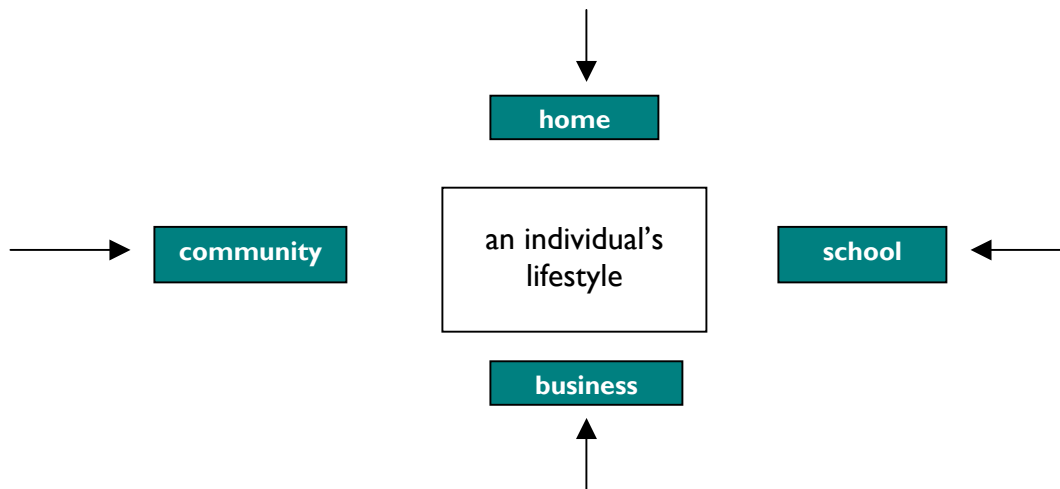 home
community
an individual’s
lifestyle
school
business